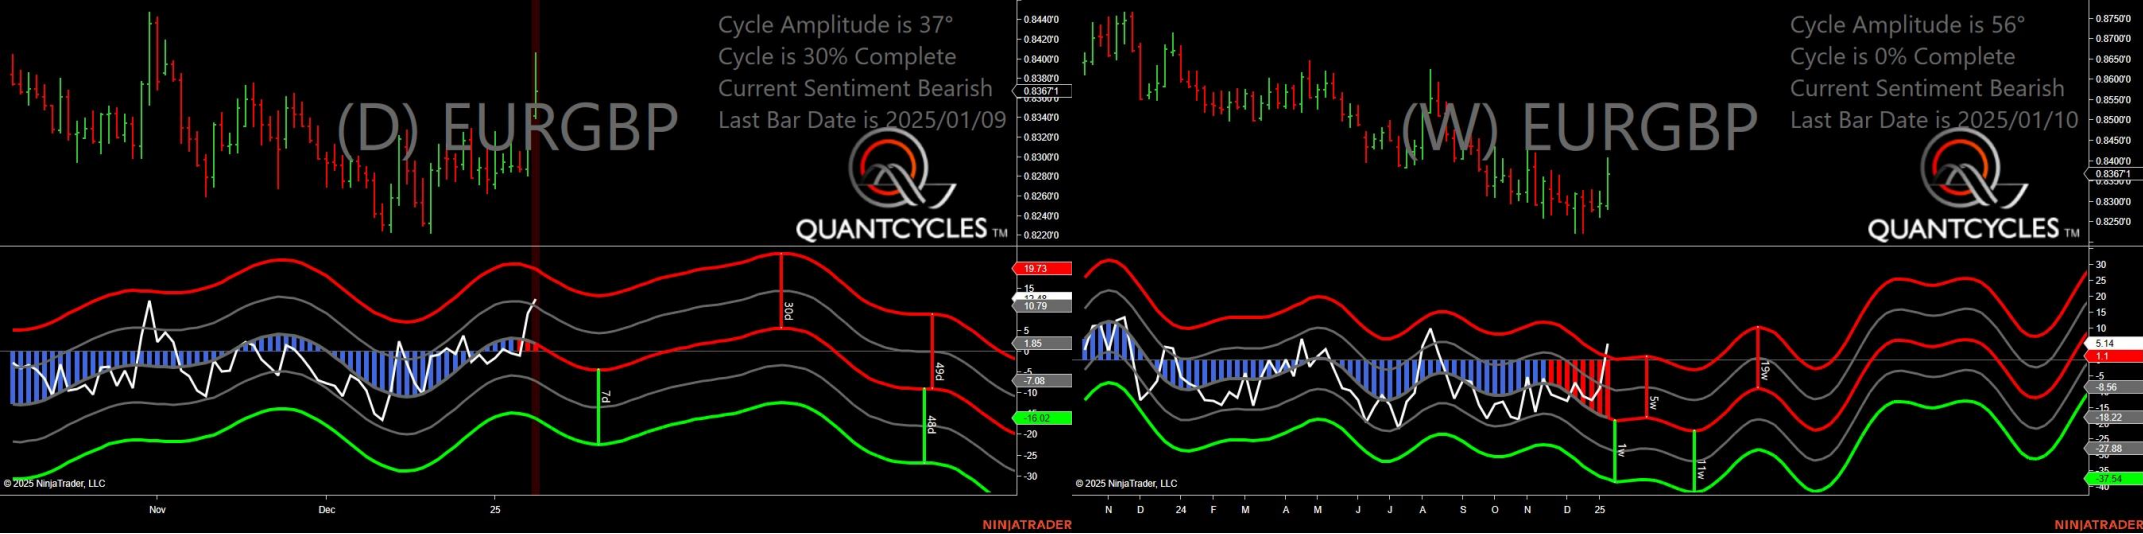 Cycle Amplitude is 37°
Cycle is 30% Complete
Current Sentiment Bearish
Last Bar Date is 2025/01/09
(D) EURGBP
QUANTCYCLES TM
0.8440'0
0.8420'0
0.8400'0
0.8380'0
0.8367'1
0.8340'0
0.8320'0
0.8300'0
0.8280'0
0.8260'0
0.8240'0
0.8220'0
19.73
15
10.79
5
1.85
0
-5
-7.08
-10
-16.02
-20
-25
-30
30d
49d
7d
48d
© 2025 NinjaTrader, LLC
Nov
Dec
25
NINJATRADER
Cycle Amplitude is 56°
Cycle is 0% Complete
Current Sentiment Bearish
Last Bar Date is 2025/01/10
(W) EURGBP
QUANTCYCLES TM
0.8750'0
0.8700'0
0.8650'0
0.8600'0
0.8550'0
0.8500'0
0.8450'0
0.8400'0
0.8367'1
0.8300'0
0.8250'0
30
25
20
15
10
5.14
1.1
-5
-8.56
-15
-18.22
-25
-27.88
-35
-37.54
-40
19w
5w
1w
11w
© 2025 NinjaTrader, LLC
N D 24 F M A M J J A S O N D 25
NINJATRADER